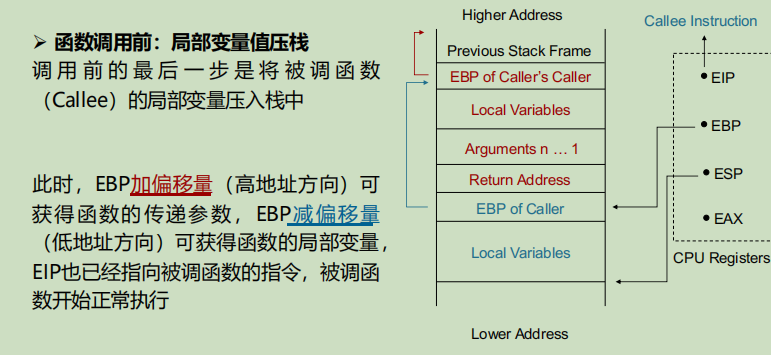 ➢ 函数调用前：局部变量值压栈
调用前的最后一步是将被调函数
（Callee）的局部变量压入栈中
此时，EBP加偏移量（高地址方向）可
获得函数的传递参数，EBP减偏移量
（低地址方向）可获得函数的局部变量，
EIP也已经指向被调函数的指令，被调函
数开始正常执行
Higher Address
Previous Stack Frame
EBP of Caller's Caller
Local Variables
Arguments n … 1
Return Address
EBP of Caller
Local Variables
Lower Address
Callee Instruction
EIP
EBP
ESP
EAX
CPU Registers